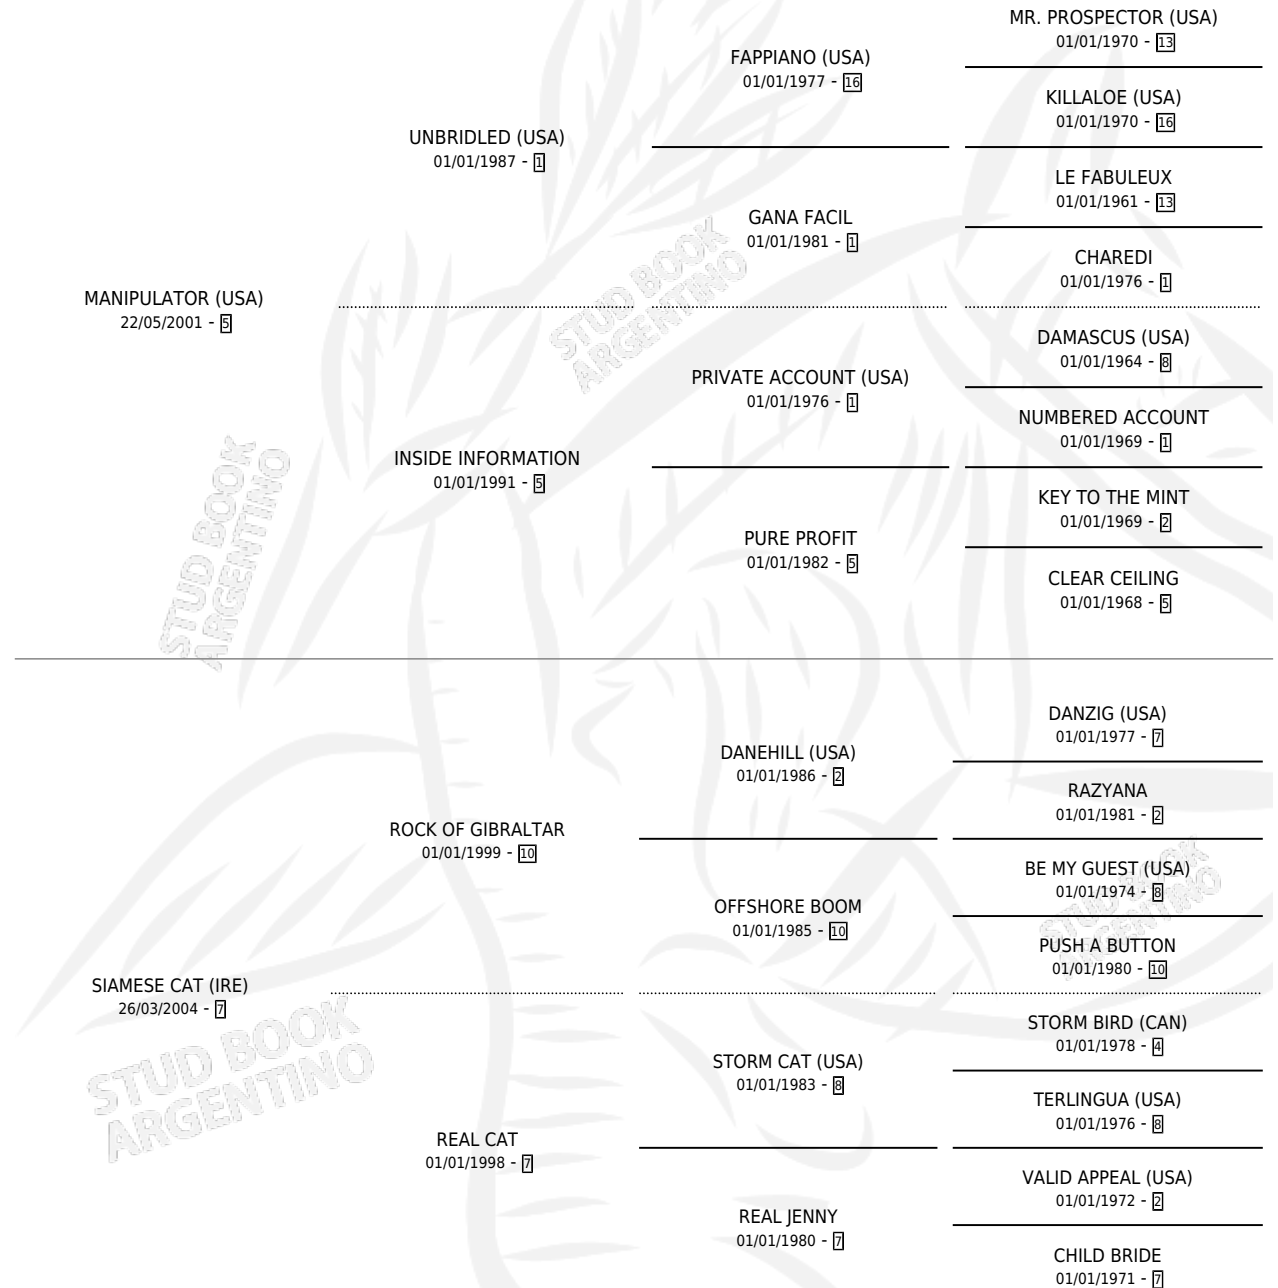 MR. PROSPECTOR (USA)
01/01/1970 - 13
FAPPIANO (USA)
01/01/1977 - 16
KILLALOE (USA)
01/01/1970 - 16
UNBRIDLED (USA)
01/01/1987 - 1
LE FABULEUX
01/01/1961 - 13
GANA FACIL
01/01/1981 - 1
CHAREDI
01/01/1976 - 1
MANIPULATOR (USA)
22/05/2001 - 5
DAMASCUS (USA)
01/01/1964 - 8
PRIVATE ACCOUNT (USA)
01/01/1976 - 1
NUMBERED ACCOUNT
01/01/1969 - 1
INSIDE INFORMATION
01/01/1991 - 5
KEY TO THE MINT
01/01/1969 - 2
PURE PROFIT
01/01/1982 - 5
CLEAR CEILING
01/01/1968 - 5
DANZIG (USA)
01/01/1977 - 7
DANEHILL (USA)
01/01/1986 - 2
RAZYANA
01/01/1981 - 2
ROCK OF GIBRALTAR
01/01/1999 - 10
BE MY GUEST (USA)
01/01/1974 - 8
OFFSHORE BOOM
01/01/1985 - 10
PUSH A BUTTON
01/01/1980 - 10
SIAMESE CAT (IRE)
26/03/2004 - 7
STORM BIRD (CAN)
01/01/1978 - 4
STORM CAT (USA)
01/01/1983 - 8
TERLINGUA (USA)
01/01/1976 - 8
REAL CAT
01/01/1998 - 7
VALID APPEAL (USA)
01/01/1972 - 2
REAL JENNY
01/01/1980 - 7
CHILD BRIDE
01/01/1971 - 7
STUD BOOK
ARGENTINO
STUD BOOK
ARGENTINO
STUD BOOK
ARGENTINO
STUD BOOK
ARGENTINO